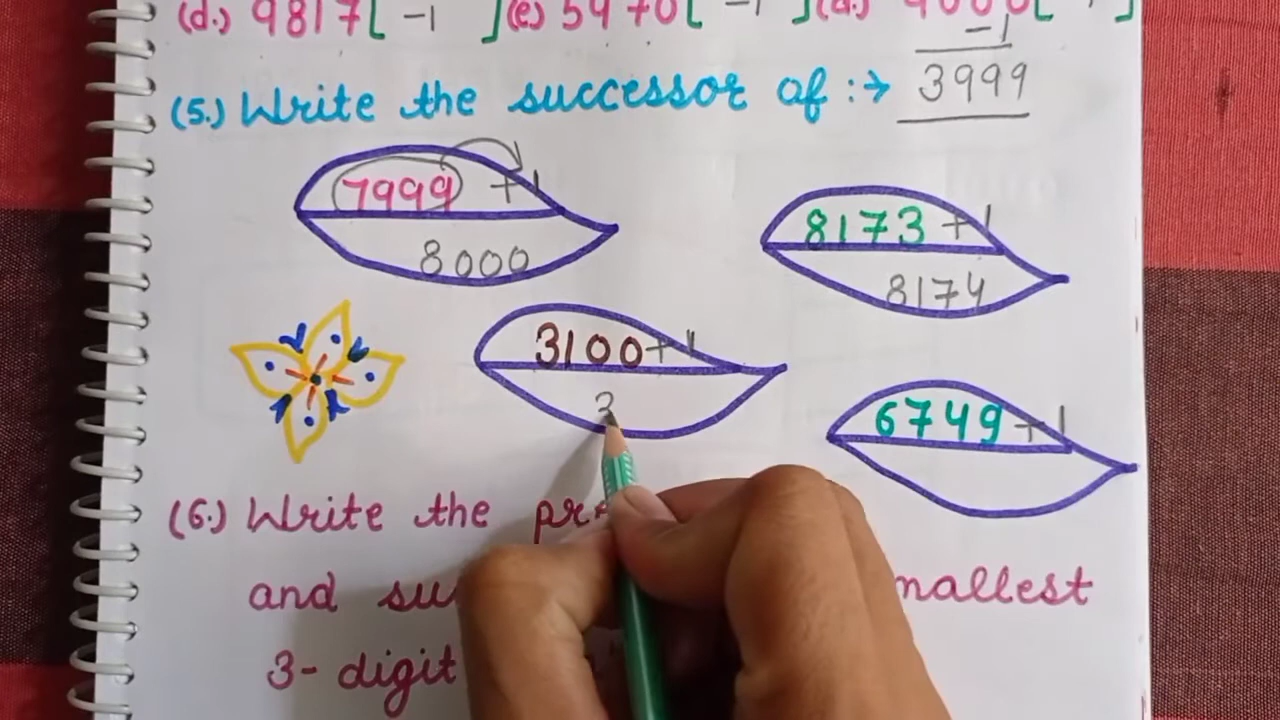 (d.) 9817[ -1 ] (e) 5970[ -1 ]
-1
3999
(5.) Write the successor of :→
7999 +1
8000
8173 +1
8174
3100+1
3
6749 +1
(6.) Write the
and
smallest
3- digit